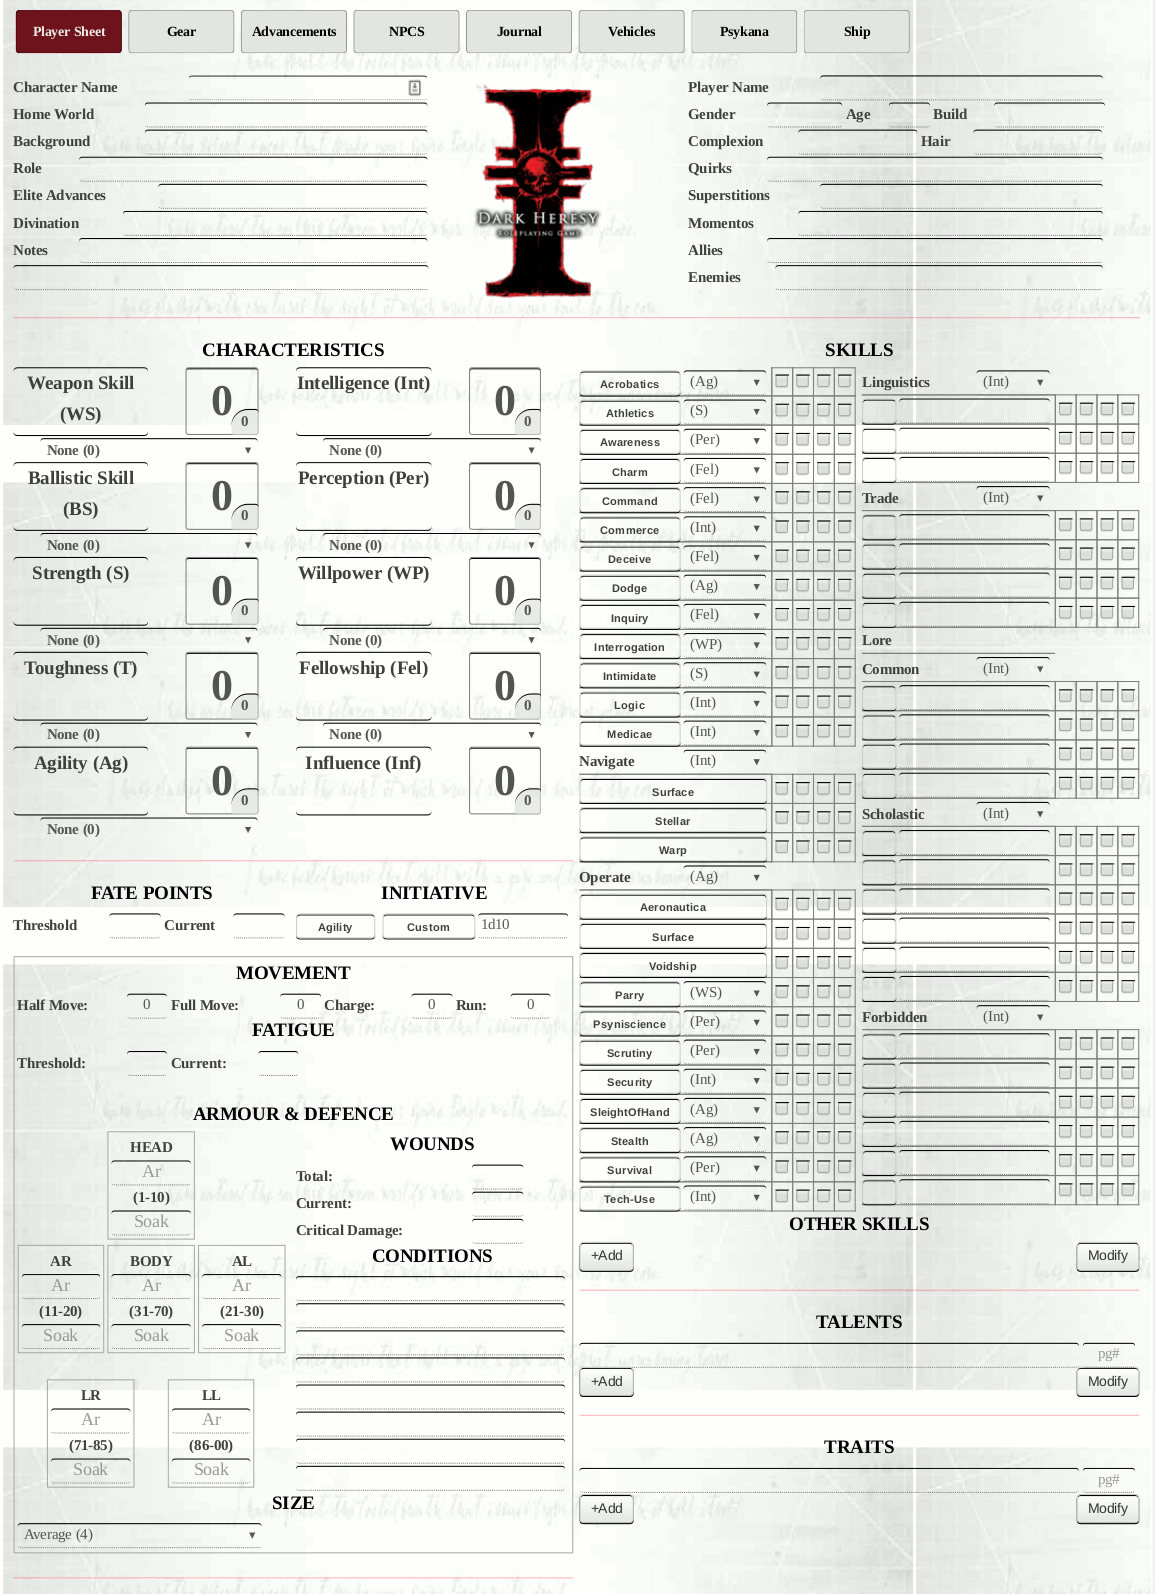 Player Sheet Gear Advancements NPCS Journal Vehicles Psykana Ship
Character Name
Home World
Background
Role
Elite Advances
Divination
Notes
DARK HERESY
ROLEPLAYING GAME
Player Name
Gender Age Build
Complexion Hair
Quirks
Superstitions
Momentos
Allies
Enemies
CHARACTERISTICS
Weapon Skill (WS) 0 0 Intelligence (Int) 0 0
None (0) None (0)
Ballistic Skill (BS) 0 0 Perception (Per) 0 0
None (0) None (0)
Strength (S) 0 0 Willpower (WP) 0 0
None (0) None (0)
Toughness (T) 0 0 Fellowship (Fel) 0 0
None (0) None (0)
Agility (Ag) 0 0 Influence (Inf) 0 0
None (0)
FATE POINTS
Threshold Current
INITIATIVE
Agility Custom 1d10
MOVEMENT
Half Move: 0 Full Move: 0 Charge: 0 Run: 0
FATIGUE
Threshold: Current:
ARMOUR & DEFENCE
HEAD
Ar
(1-10)
Soak
AR BODY AL
Ar Ar Ar
(11-20) (31-70) (21-30)
Soak Soak Soak
LR LL
Ar Ar
(71-85) (86-00)
Soak Soak
WOUNDS
Total:
Current:
Critical Damage:
CONDITIONS
SIZE
Average (4)
SKILLS
Acrobatics (Ag)
Athletics (S)
Awareness (Per)
Charm (Fel)
Command (Fel)
Commerce (Int)
Deceive (Fel)
Dodge (Ag)
Inquiry (Fel)
Interrogation (WP)
Intimidate (S)
Logic (Int)
Medicae (Int)
Navigate (Int)
Surface
Stellar
Warp
Operate (Ag)
Aeronautica
Surface
Voidship
Parry (WS)
Psyniscience (Per)
Scrutiny (Per)
Security (Int)
SleightOfHand (Ag)
Stealth (Ag)
Survival (Per)
Tech-Use (Int)
Linguistics (Int)
Trade (Int)
Lore
Common (Int)
Scholastic (Int)
Forbidden (Int)
OTHER SKILLS
+Add Modify
TALENTS
pg#
+Add Modify
TRAITS
pg#
+Add Modify